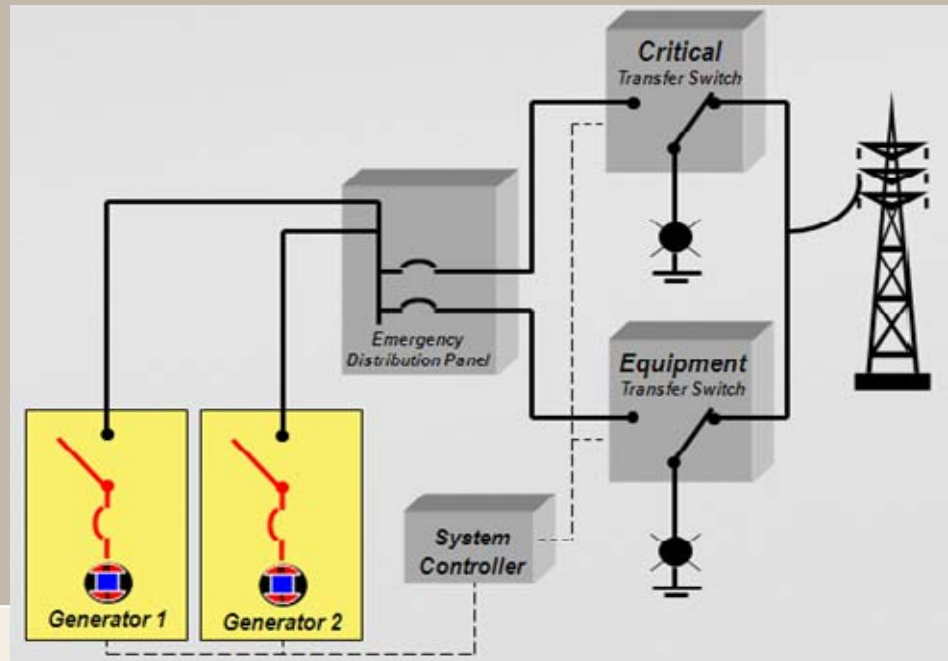 Critical
Transfer Switch
Emergency
Distribution Panel
Equipment
Transfer Switch
System
Controller
Generator 1
Generator 2